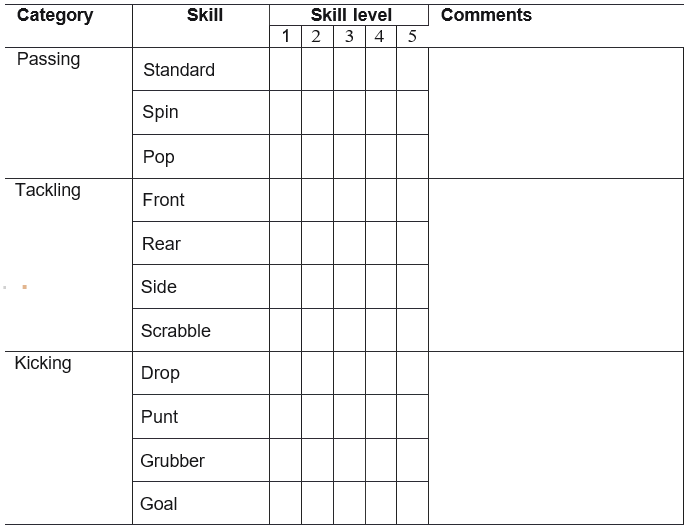 Category Skill Skill level Comments
1 2 3 4 5
Passing
Standard
Spin
Pop
Tackling
Front
Rear
Side
Scrabble
Kicking
Drop
Punt
Grubber
Goal